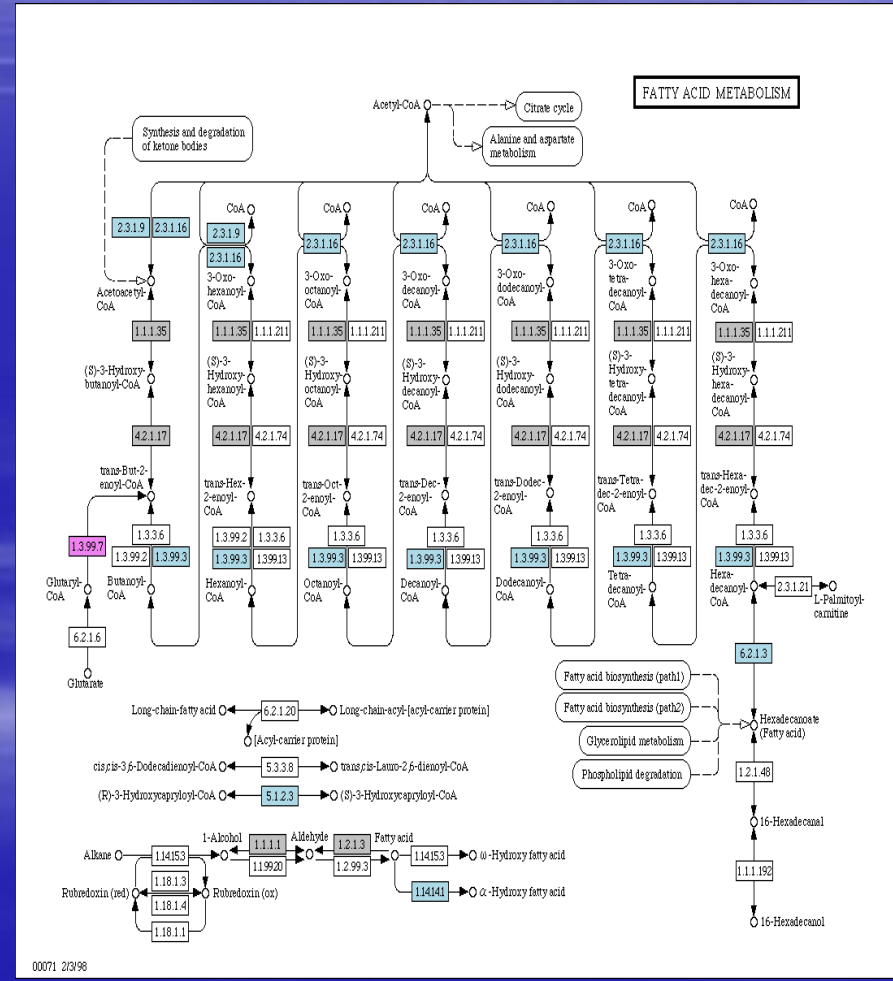 FATTY ACID METABOLISM
Acetyl-CoA
Citrate cycle
Alanine and aspartate
metabolism
Synthesis and degradation
of ketone bodies
CoA CoA CoA CoA CoA CoA
2.3.1.9 2.3.1.16 2.3.1.9 2.3.1.16 2.3.1.16 2.3.1.16 2.3.1.16 2.3.1.16
2.3.1.16
Acetoacetyl-
CoA
3-Oxo-
hexanoyl-
CoA
3-Oxo-
octanoyl-
CoA
3-Oxo-
decanoyl-
CoA
3-Oxo-
dodecanoyl-
CoA
3-Oxo-
tetra-
decanoyl-
CoA
3-Oxo-
hexa-
decanoyl-
CoA
1.1.1.35 1.1.1.35 1.1.1.211 1.1.1.35 1.1.1.211 1.1.1.35 1.1.1.211 1.1.1.35 1.1.1.211 1.1.1.35 1.1.1.211 1.1.1.35 1.1.1.211
(S)-3-Hydroxy-
butanoyl-CoA
(S)-3-
Hydroxy-
hexanoyl-
CoA
(S)-3-
Hydroxy-
octanoyl-
CoA
(S)-3-
Hydroxy-
decanoyl-
CoA
(S)-3-
Hydroxy-
dodecanoyl-
CoA
(S)-3-
Hydroxy-
tetra-
decanoyl-
CoA
(S)-3-
Hydroxy-
hexa-
decanoyl-
CoA
4.2.1.17 4.2.1.17 4.2.1.74 4.2.1.17 4.2.1.74 4.2.1.17 4.2.1.74 4.2.1.17 4.2.1.74 4.2.1.17 4.2.1.74 4.2.1.17 4.2.1.74
trans-But-2-
enoyl-CoA
trans-Hex-
2-enoyl-
CoA
trans-Oct-
2-enoyl-
CoA
trans-Dec-
2-enoyl-
CoA
trans-Dodec-
2-enoyl-
CoA
trans-Tetra-
dec-2-enoyl-
CoA
trans-Hexa-
dec-2-enoyl-
CoA
1.3.3.6 1.3.99.2 1.3.3.6 1.3.3.6 1.3.3.6 1.3.3.6 1.3.3.6 1.3.3.6
1.3.99.7 1.3.99.2 1.3.99.3 1.3.99.3 1.3.99.13 1.3.99.3 1.3.99.13 1.3.99.3 1.3.99.13 1.3.99.3 1.3.99.13 1.3.99.3 1.3.99.13 1.3.99.3 1.3.99.13
Glutaryl-
CoA
Butanoyl-
CoA
Hexanoyl-
CoA
Octanoyl-
CoA
Decanoyl-
CoA
Dodecanoyl-
CoA
Tetra-
decanoyl-
CoA
Hexa-
decanoyl-
CoA
2.3.1.21
L-Palmitoyl-
carnitine
6.2.1.6
Glutarate
6.2.1.3
Fatty acid biosynthesis (path1)
Fatty acid biosynthesis (path2)
Glycerolipid metabolism
Phospholipid degradation
Hexadecanoate
(Fatty acid)
1.2.1.48
16-Hexadecanal
1.1.1.192
16-Hexadecanol
Long-chain-fatty acid 6.2.1.20 Long-chain-acyl-[acyl-carrier protein]
[Acyl-carrier protein]
cis,cis-3,6-Dodecadienoyl-CoA 5.3.3.8 trans,cis-Lauro-2,6-dienoyl-CoA
(R)-3-Hydroxycapryloyl-CoA 5.1.2.3 (S)-3-Hydroxycapryloyl-CoA
1-Alcohol 1.1.1.1 Aldehyde 1.2.1.3 Fatty acid
Alkane 1.14.15.3 1.1.99.20 1.2.99.3 1.14.15.3 ω-Hydroxy fatty acid
Rubredoxin (red) 1.18.1.3 Rubredoxin (ox) 1.14.14.1 α-Hydroxy fatty acid
1.18.1.4
1.18.1.1
00071 2/3/98